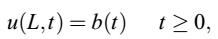 u(L,t) = b(t)   t ≥ 0,